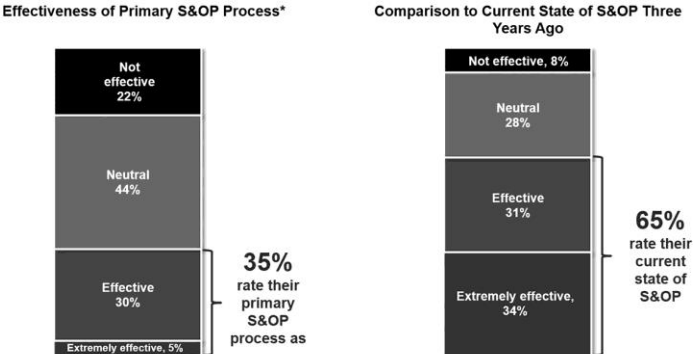 Effectiveness of Primary S&OP Process*
Not
effective
22%
Neutral
44%
Effective
30%
Extremely effective, 5%
35%
rate their
primary
S&OP
process as
Comparison to Current State of S&OP Three
Years Ago
Not effective, 8%
Neutral
28%
Effective
31%
Extremely effective,
34%
65%
rate their
current
state of
S&OP